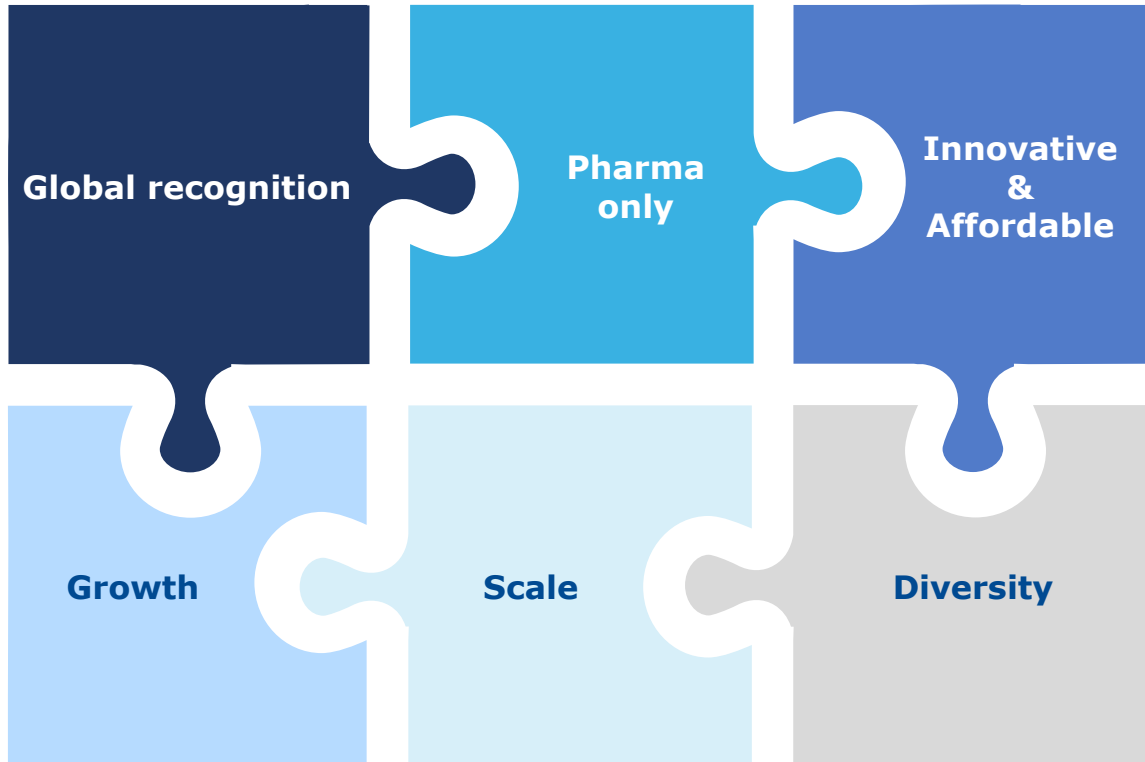 Global recognition
Pharma
only
Innovative
&
Affordable
Growth
Scale
Diversity